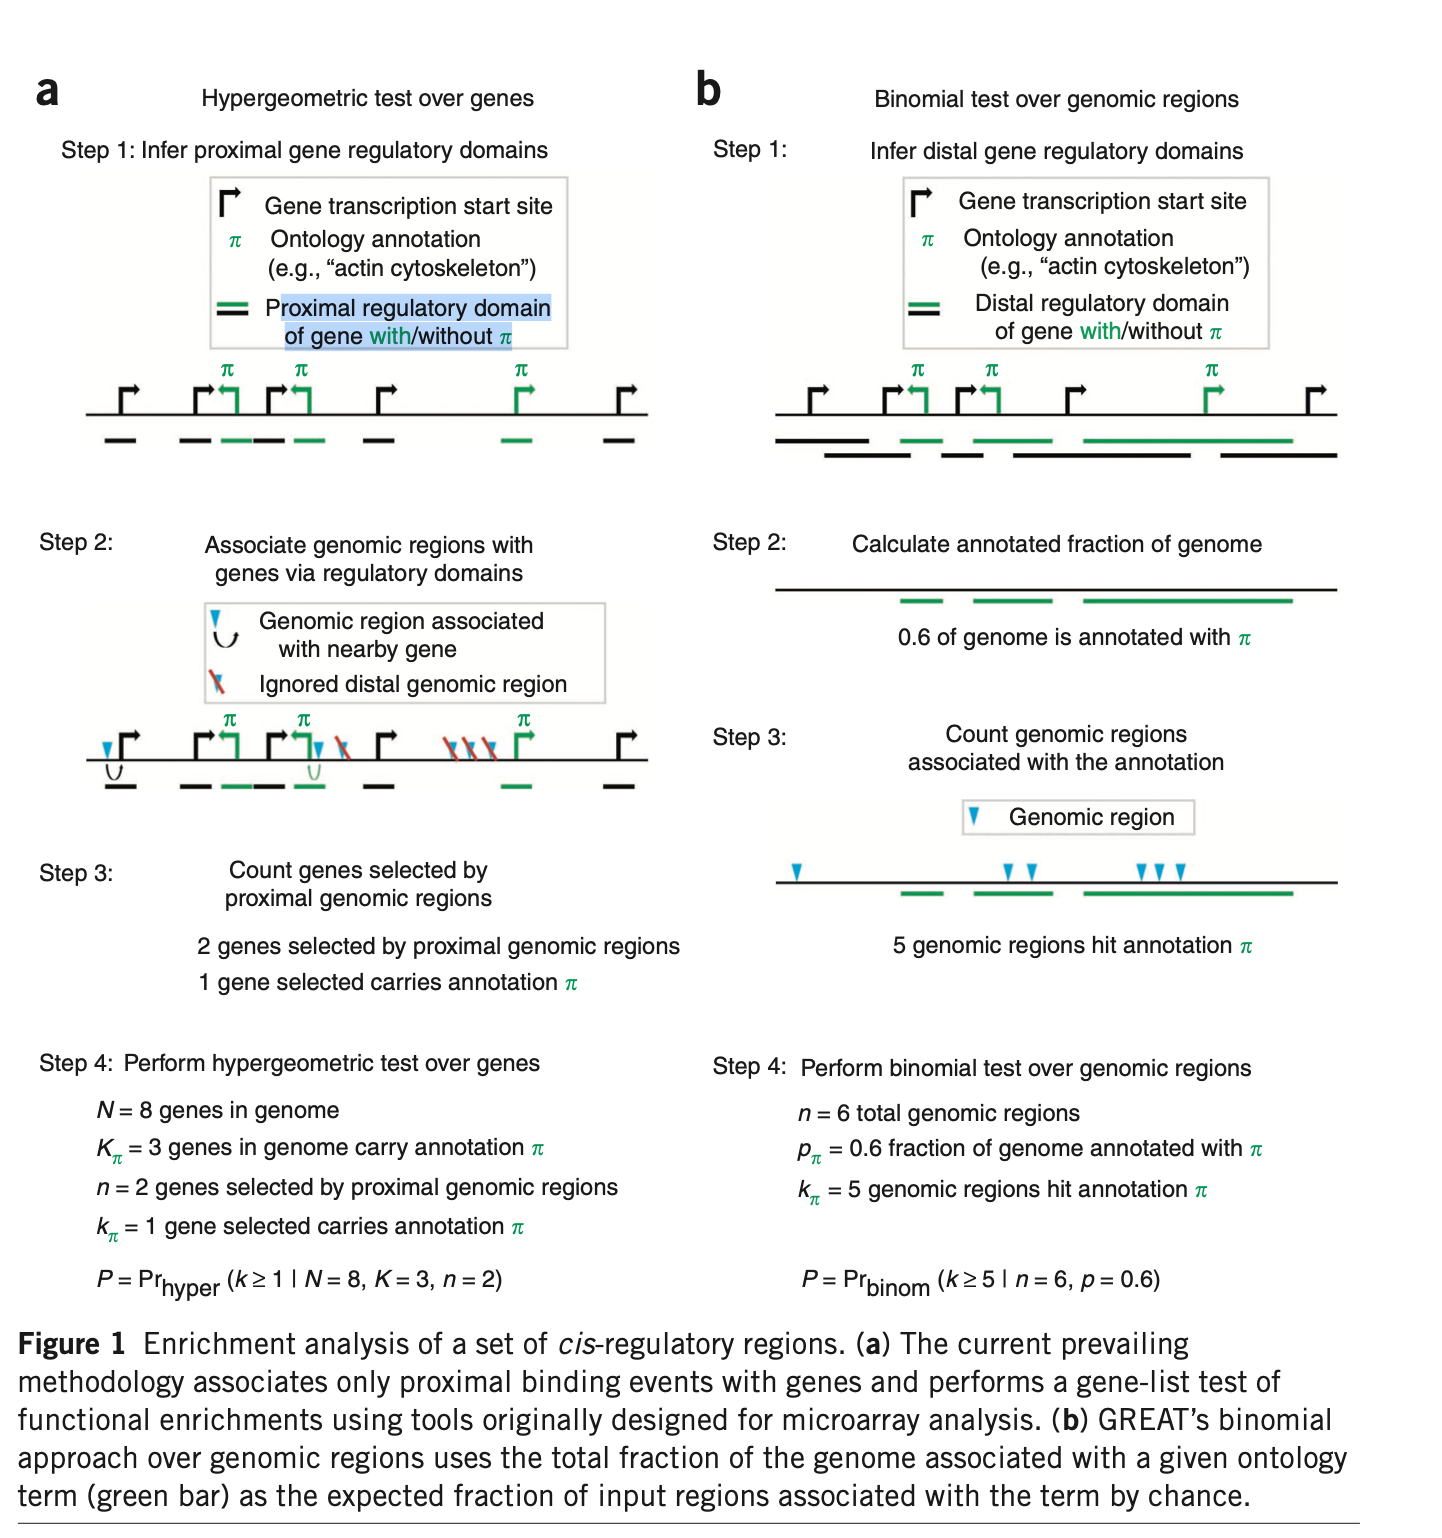 a
Hypergeometric test over genes
Step 1: Infer proximal gene regulatory domains
Gene transcription start site
π Ontology annotation
(e.g., “actin cytoskeleton”)
Proximal regulatory domain
of gene with/without π
π π π
Step 2: Associate genomic regions with
genes via regulatory domains
Genomic region associated
with nearby gene
Ignored distal genomic region
π π π
Step 3: Count genes selected by
proximal genomic regions
2 genes selected by proximal genomic regions
1 gene selected carries annotation π
Step 4: Perform hypergeometric test over genes
N = 8 genes in genome
Kπ = 3 genes in genome carry annotation π
n = 2 genes selected by proximal genomic regions
kπ = 1 gene selected carries annotation π
P = Prhyper (k ≥ 1 | N = 8, K = 3, n = 2)
b
Binomial test over genomic regions
Step 1: Infer distal gene regulatory domains
Gene transcription start site
π Ontology annotation
(e.g., “actin cytoskeleton”)
Distal regulatory domain
of gene with/without π
π π π
Step 2: Calculate annotated fraction of genome
0.6 of genome is annotated with π
Step 3: Count genomic regions
associated with the annotation
Genomic region
5 genomic regions hit annotation π
Step 4: Perform binomial test over genomic regions
n = 6 total genomic regions
pπ = 0.6 fraction of genome annotated with π
kπ = 5 genomic regions hit annotation π
P = Prbinom (k ≥ 5 | n = 6, p = 0.6)
Figure 1 Enrichment analysis of a set of cis-regulatory regions. (a) The current prevailing
methodology associates only proximal binding events with genes and performs a gene-list test of
functional enrichments using tools originally designed for microarray analysis. (b) GREAT’s binomial
approach over genomic regions uses the total fraction of the genome associated with a given ontology
term (green bar) as the expected fraction of input regions associated with the term by chance.